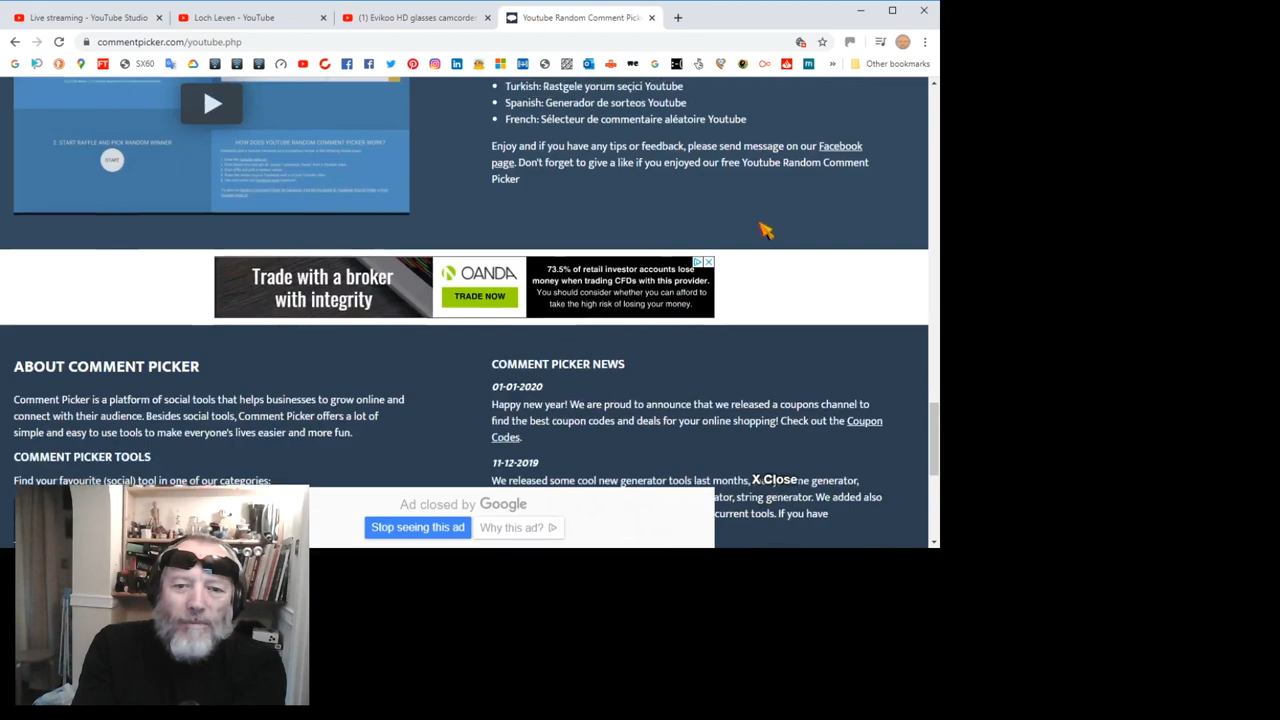 Live streaming - YouTube Studio
Loch Leven - YouTube
(1) Evikoo HD glasses camcorder
Youtube Random Comment Pick
commentpicker.com/youtube.php
SX60
Other bookmarks
Turkish: Rastgele yorum seçici Youtube
Spanish: Generador de sorteos Youtube
French: Sélecteur de commentaire aléatoire Youtube
2. START RAFFLE AND PICK RANDOM WINNER
START
HOW DOES YOUTUBE RANDOM COMMENT PICKER WORK?
Enjoy and if you have any tips or feedback, please send message on our Facebook
page. Don't forget to give a like if you enjoyed our free Youtube Random Comment
Picker
Trade with a broker
with integrity
OANDA
TRADE NOW
73.5% of retail investor accounts lose
money when trading CFDs with this provider.
You should consider whether you can afford to
take the high risk of losing your money.
ABOUT COMMENT PICKER
Comment Picker is a platform of social tools that helps businesses to grow online and
connect with their audience. Besides social tools, Comment Picker offers a lot of
simple and easy to use tools to make everyone's lives easier and more fun.
COMMENT PICKER TOOLS
Find your favourite (social) tool in one of our categories:
COMMENT PICKER NEWS
01-01-2020
Happy new year! We are proud to announce that we released a coupons channel to
find the best coupon codes and deals for your online shopping! Check out the Coupon
Codes.
11-12-2019
We released some cool new generator tools last months, X Close ne generator,
rator, string generator. We added also
current tools. If you have
Ad closed by Google
Stop seeing this ad
Why this ad?